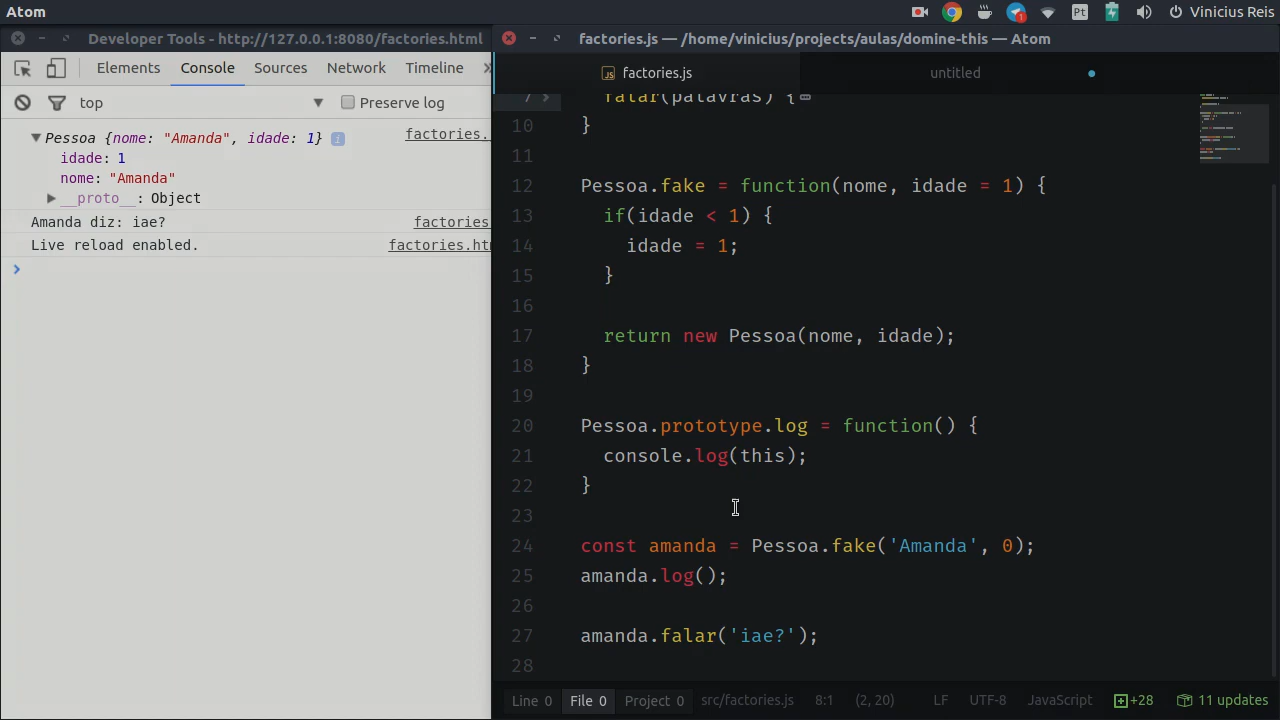 Atom
Pt
Vinicius Reis
Developer Tools - http://127.0.0.1:8080/factories.html
Elements Console Sources Network Timeline »
top Preserve log
Pessoa {nome: "Amanda", idade: 1} factories.
idade: 1
nome: "Amanda"
__proto__: Object
Amanda diz: iae? factories
Live reload enabled. factories.htm
factories.js — /home/vinicius/projects/aulas/domine-this — Atom
factories.js
untitled
7 falar(palavras) {
10 }
11
12 Pessoa.fake = function(nome, idade = 1) {
13 if(idade < 1) {
14 idade = 1;
15 }
16
17 return new Pessoa(nome, idade);
18 }
19
20 Pessoa.prototype.log = function() {
21 console.log(this);
22 }
23
24 const amanda = Pessoa.fake('Amanda', 0);
25 amanda.log();
26
27 amanda.falar('iae?');
28
Line 0 File 0 Project 0 src/factories.js 8:1 (2, 20) LF UTF-8 JavaScript +28 11 updates